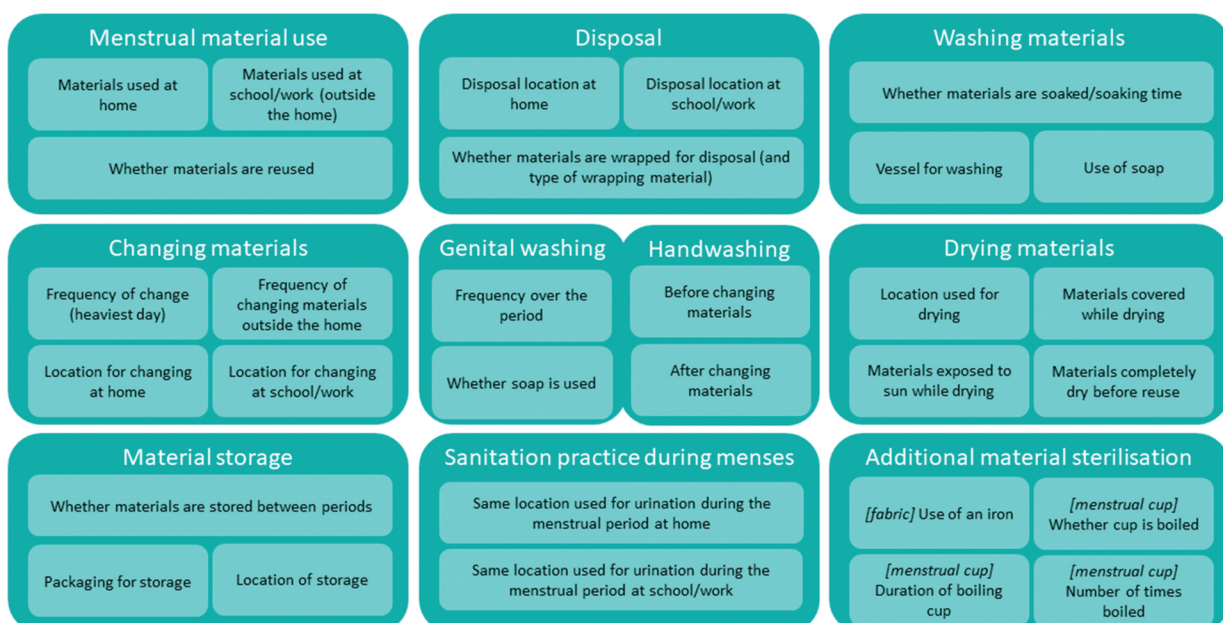 Menstrual material use
Materials used at
home
Materials used at
school/work (outside
the home)
Whether materials are reused
Disposal
Disposal location at
home
Disposal location at
school/work
Whether materials are wrapped for disposal (and
type of wrapping material)
Washing materials
Whether materials are soaked/soaking time
Vessel for washing
Use of soap
Changing materials
Frequency of change
(heaviest day)
Frequency of
changing materials
outside the home
Location for changing
at home
Location for changing
at school/work
Genital washing
Frequency over the
period
Whether soap is used
Handwashing
Before changing
materials
After changing
materials
Drying materials
Location used for
drying
Materials covered
while drying
Materials exposed to
sun while drying
Materials completely
dry before reuse
Material storage
Whether materials are stored between periods
Packaging for storage
Location of storage
Sanitation practice during menses
Same location used for urination during the
menstrual period at home
Same location used for urination during the
menstrual period at school/work
Additional material sterilisation
[fabric] Use of an iron
[menstrual cup]
Whether cup is boiled
[menstrual cup]
Duration of boiling
cup
[menstrual cup]
Number of times
boiled